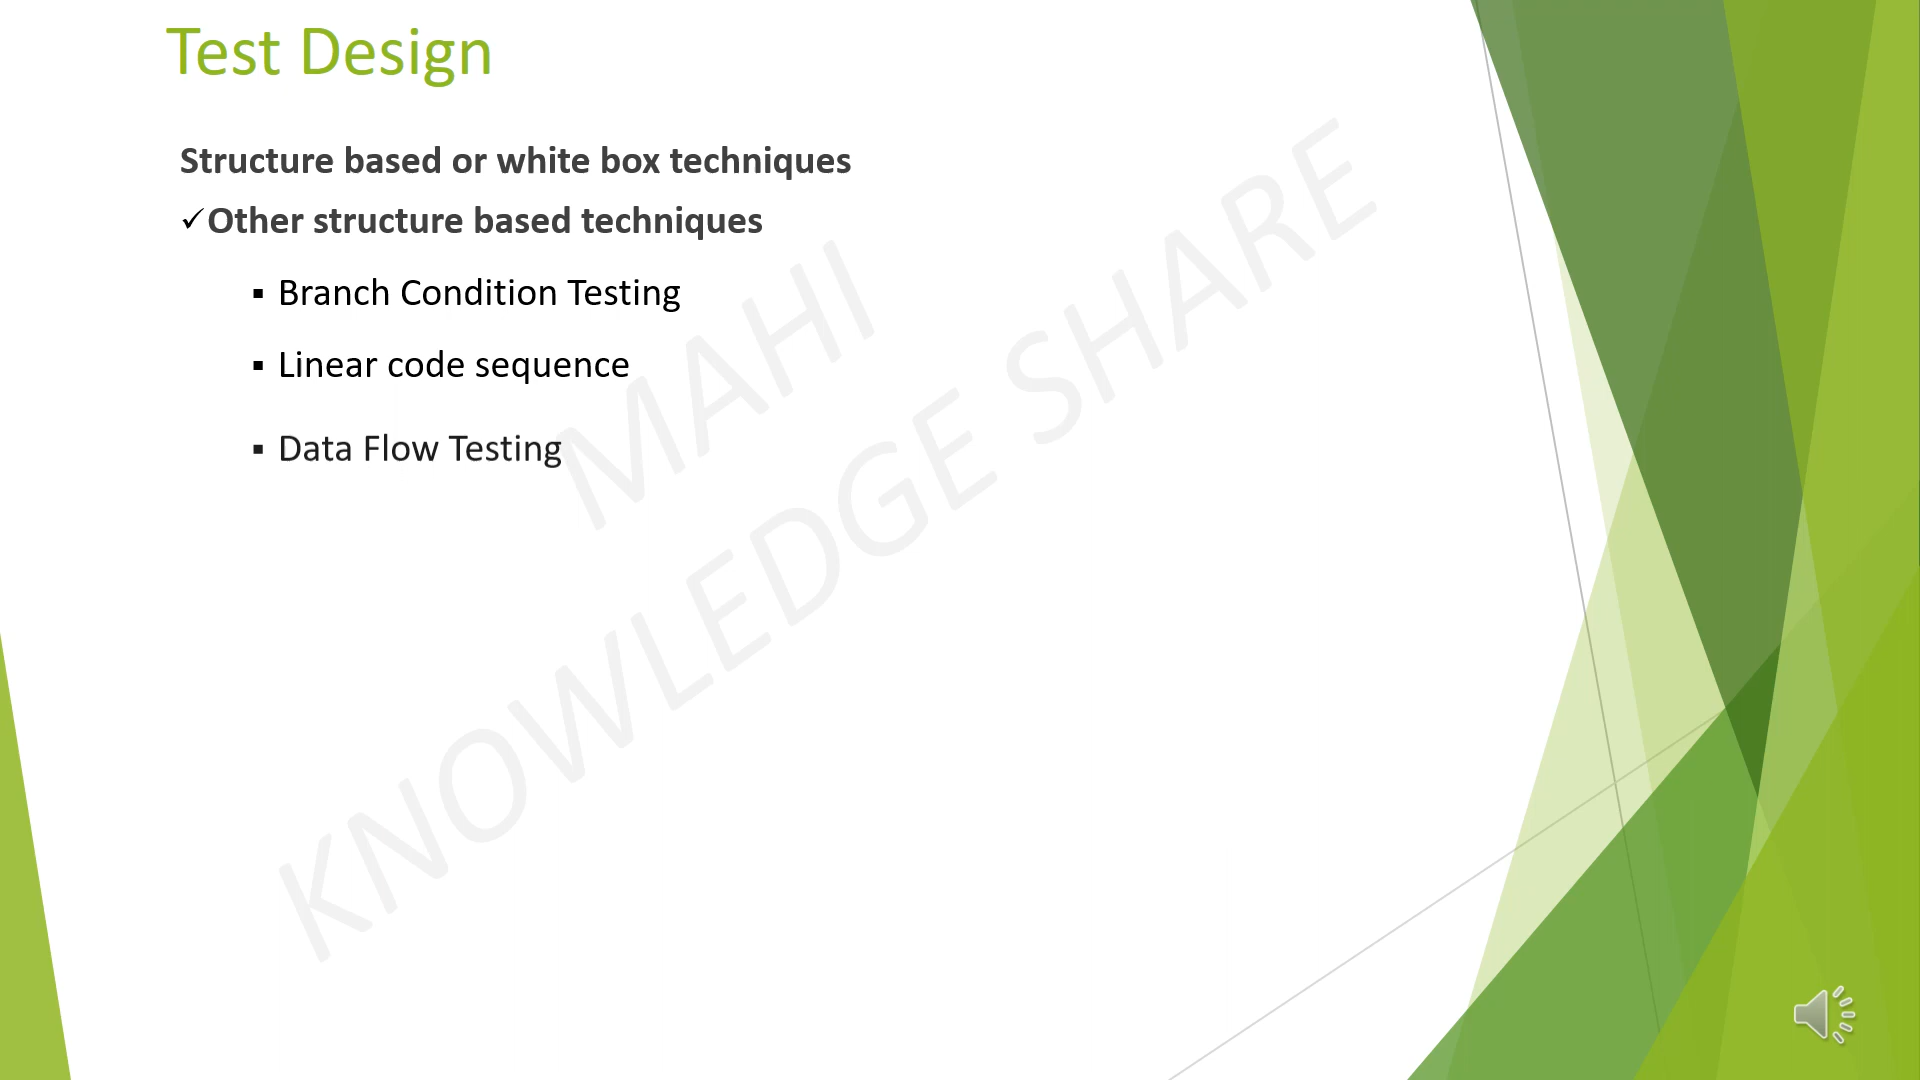 Test Design
Structure based or white box techniques
✓Other structure based techniques
▪ Branch Condition Testing
▪ Linear code sequence
▪ Data Flow Testing
MAHI
KNOWLEDGE SHARE